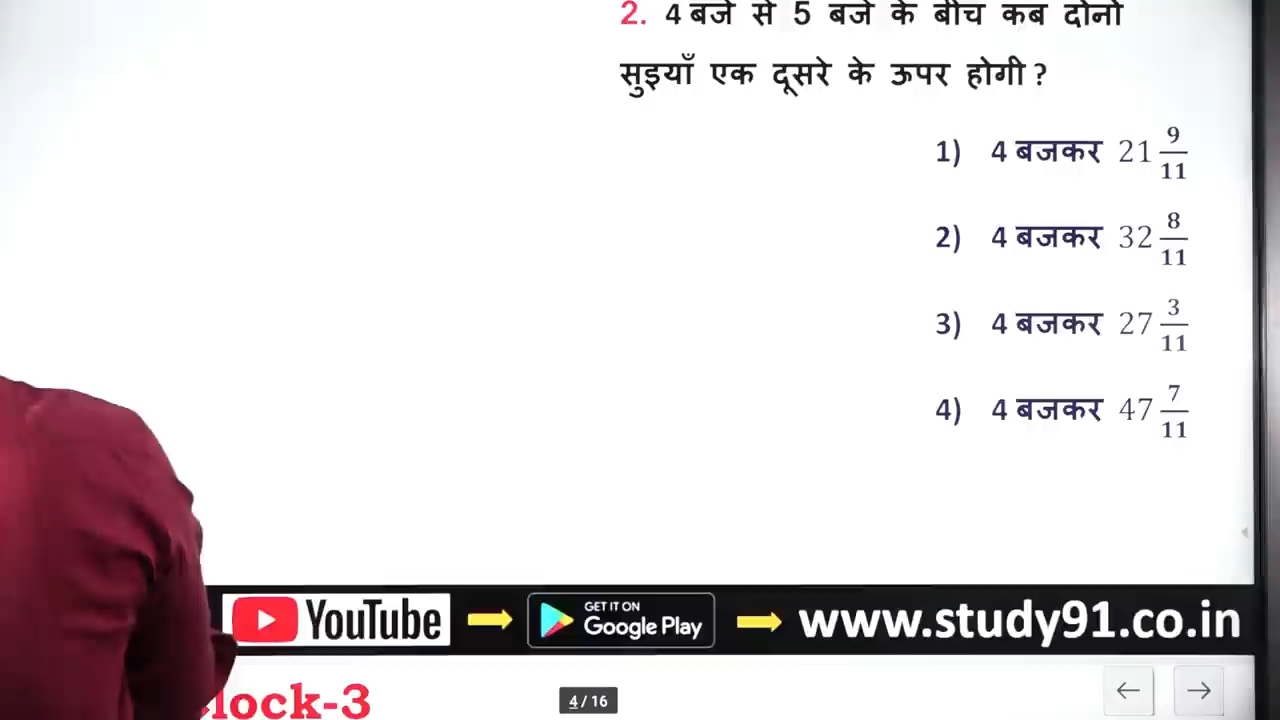 2. 4 बजे से 5 बजे के बीच कब दोनो
सुइयाँ एक दूसरे के ऊपर होगी ?
1) 4 बजकर 21 9/11
2) 4 बजकर 32 8/11
3) 4 बजकर 27 3/11
4) 4 बजकर 47 7/11
YouTube GET IT ON Google Play www.study91.co.in
lock-3
4 / 16